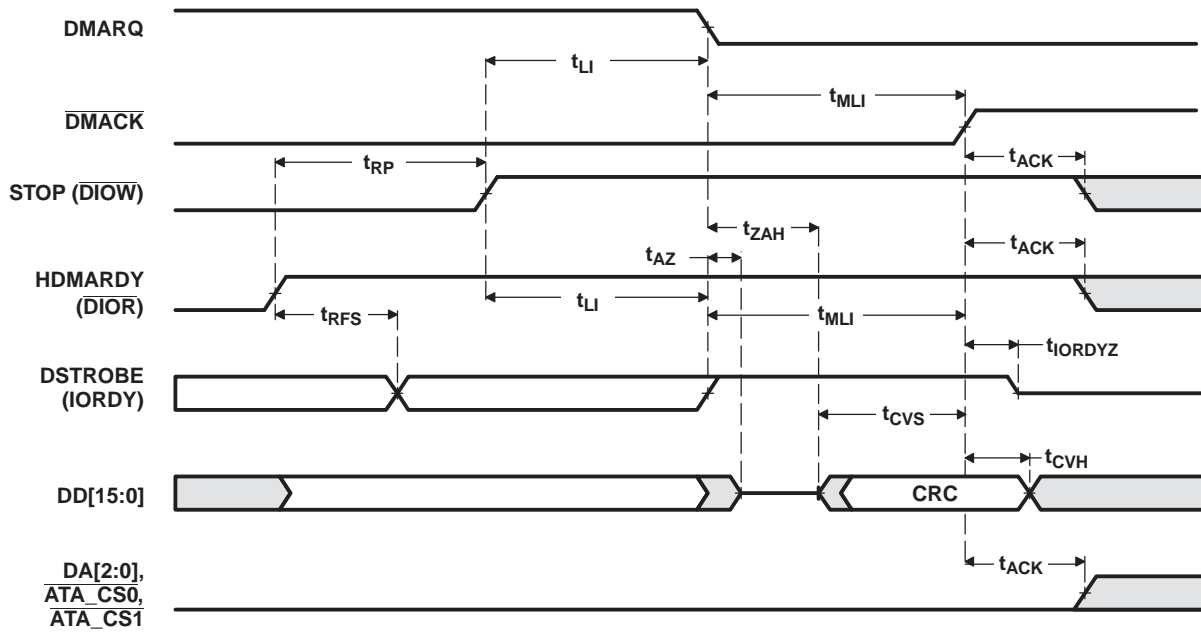 DMARQ
tLI
tMLI
DMACK
tRP
tACK
STOP (DIOW)
tZAH
tACK
tAZ
HDMARDY
(DIOR)
tLI
tMLI
tRFS
tIORDYZ
DSTROBE
(IORDY)
tCVS
tCVH
DD[15:0]
CRC
DA[2:0],
ATA_CS0,
ATA_CS1
tACK